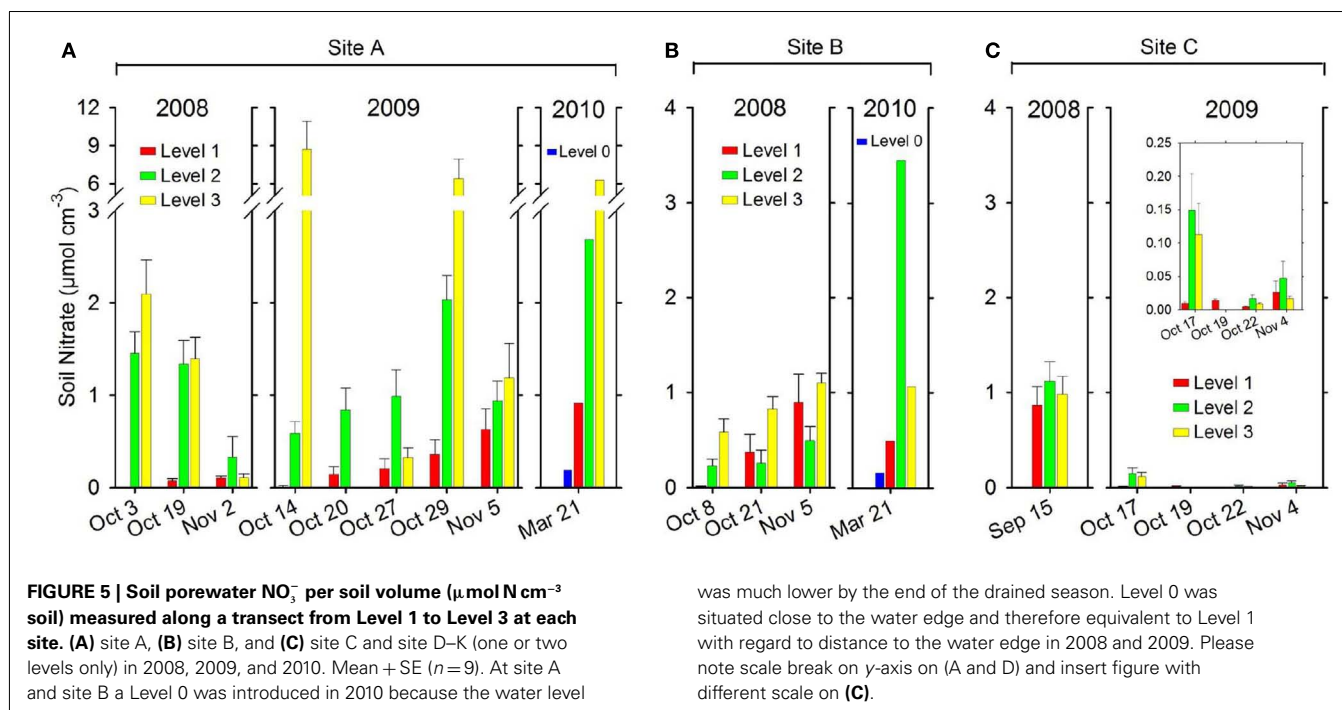 A
Site A
2008
2009
2010
Soil Nitrate (µmol cm⁻³)
12
9
6
3
2
1
0
Level 1
Level 2
Level 3
Level 0
Oct 3
Oct 19
Nov 2
Oct 14
Oct 20
Oct 27
Oct 29
Nov 5
Mar 21
B
Site B
2008
2010
4
3
2
1
0
Level 1
Level 2
Level 3
Level 0
Oct 8
Oct 21
Nov 5
Mar 21
C
Site C
2008
2009
4
3
2
1
0
0.25
0.20
0.15
0.10
0.05
0.00
Oct 17
Oct 19
Oct 22
Nov 4
Level 1
Level 2
Level 3
Sep 15
Oct 17
Oct 19
Oct 22
Nov 4
FIGURE 5 | Soil porewater NO₃⁻ per soil volume (µmol N cm⁻³
soil) measured along a transect from Level 1 to Level 3 at each
site. (A) site A, (B) site B, and (C) site C and site D–K (one or two
levels only) in 2008, 2009, and 2010. Mean + SE (n = 9). At site A
and site B a Level 0 was introduced in 2010 because the water level
was much lower by the end of the drained season. Level 0 was
situated close to the water edge and therefore equivalent to Level 1
with regard to distance to the water edge in 2008 and 2009. Please
note scale break on y-axis on (A and D) and insert figure with
different scale on (C).